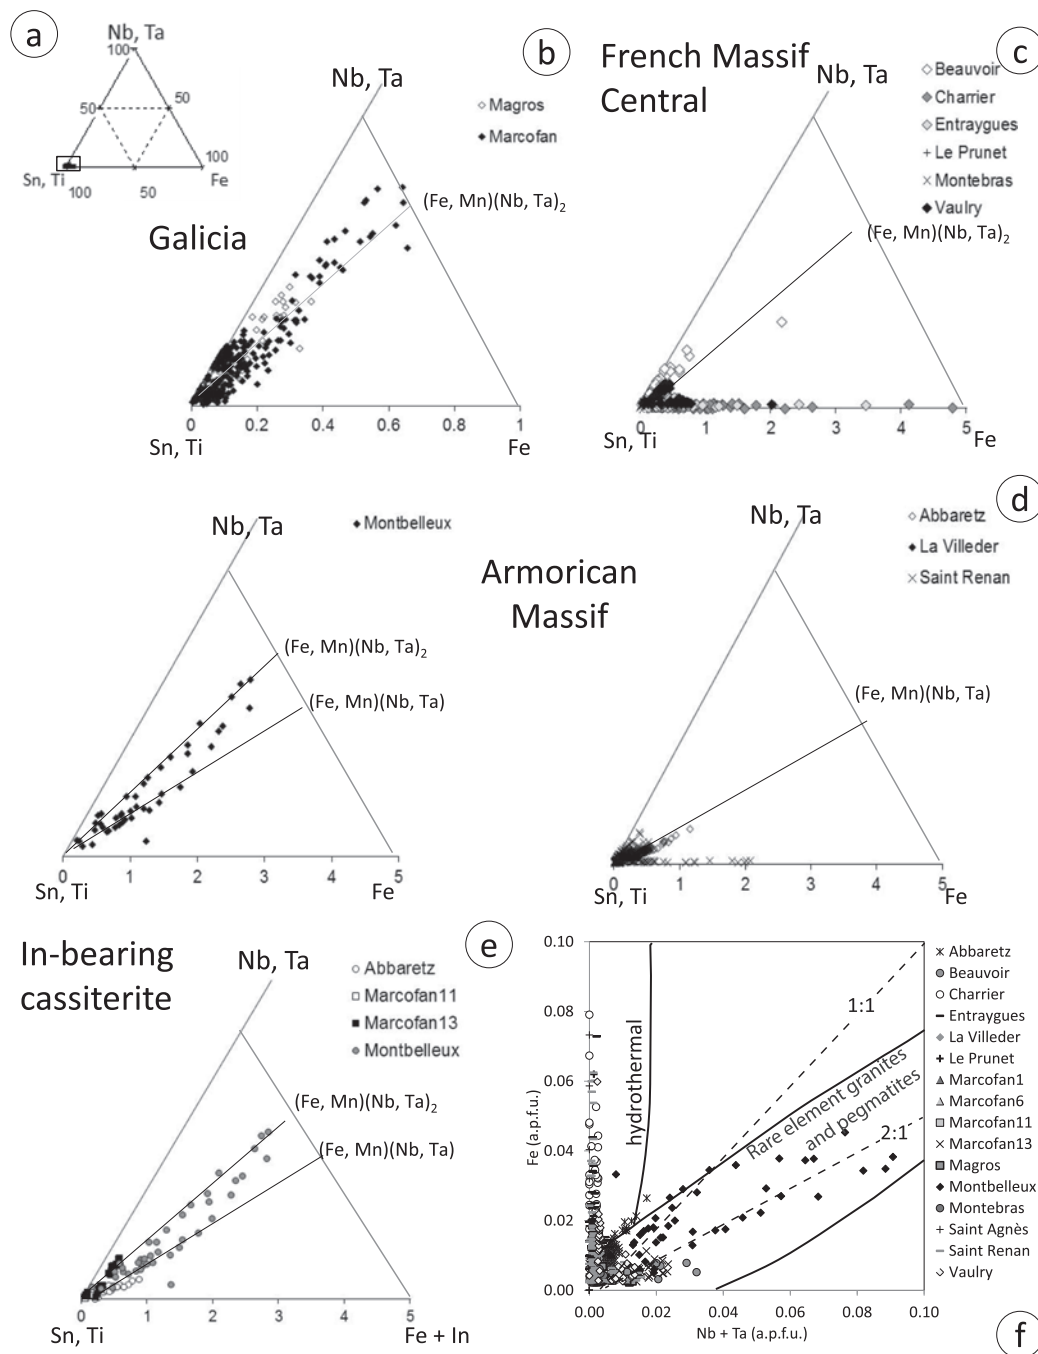 a
Nb, Ta
100
50
50
100
Sn, Ti
100
50
Fe
Galicia
b
Nb, Ta
Magros
Marcofan
(Fe, Mn)(Nb, Ta)2
0
0.2
0.4
0.6
0.8
1
Sn, Ti
Fe
French Massif
Central
c
Nb, Ta
Beauvoir
Charrier
Entraygues
Le Prunet
Montebras
Vaulry
(Fe, Mn)(Nb, Ta)2
0
1
2
3
4
5
Sn, Ti
Fe
Armorican
Massif
Nb, Ta
Montbelleux
(Fe, Mn)(Nb, Ta)2
(Fe, Mn)(Nb, Ta)
0
1
2
3
4
5
Sn, Ti
Fe
d
Nb, Ta
Abbaretz
La Villeder
Saint Renan
(Fe, Mn)(Nb, Ta)
0
1
2
3
4
5
Sn, Ti
Fe
In-bearing
cassiterite
e
Nb, Ta
Abbaretz
Marcofan11
Marcofan13
Montbelleux
(Fe, Mn)(Nb, Ta)2
(Fe, Mn)(Nb, Ta)
0
1
2
3
4
5
Sn, Ti
Fe + In
0.10
0.08
0.06
0.04
0.02
0.00
Fe (a.p.f.u.)
hydrothermal
1:1
Rare element granites
and pegmatites
2:1
0.00
0.02
0.04
0.06
0.08
0.10
Nb + Ta (a.p.f.u.)
Abbaretz
Beauvoir
Charrier
Entraygues
La Villeder
Le Prunet
Marcofan1
Marcofan6
Marcofan11
Marcofan13
Magros
Montbelleux
Montebras
Saint Agnès
Saint Renan
Vaulry
f